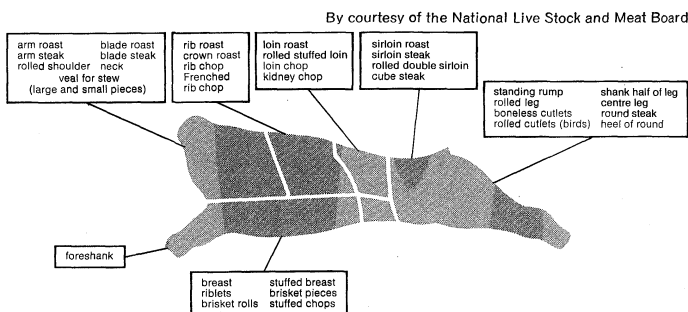 By courtesy of the National Live Stock and Meat Board
arm roast blade roast
arm steak blade steak
rolled shoulder neck
veal for stew
(large and small pieces)
rib roast
crown roast
rib chop
Frenched
rib chop
loin roast
rolled stuffed loin
loin chop
kidney chop
sirloin roast
sirloin steak
rolled double sirloin
cube steak
standing rump shank half of leg
rolled leg centre leg
boneless cutlets round steak
rolled cutlets (birds) heel of round
foreshank
breast stuffed breast
riblets brisket pieces
brisket rolls stuffed chops